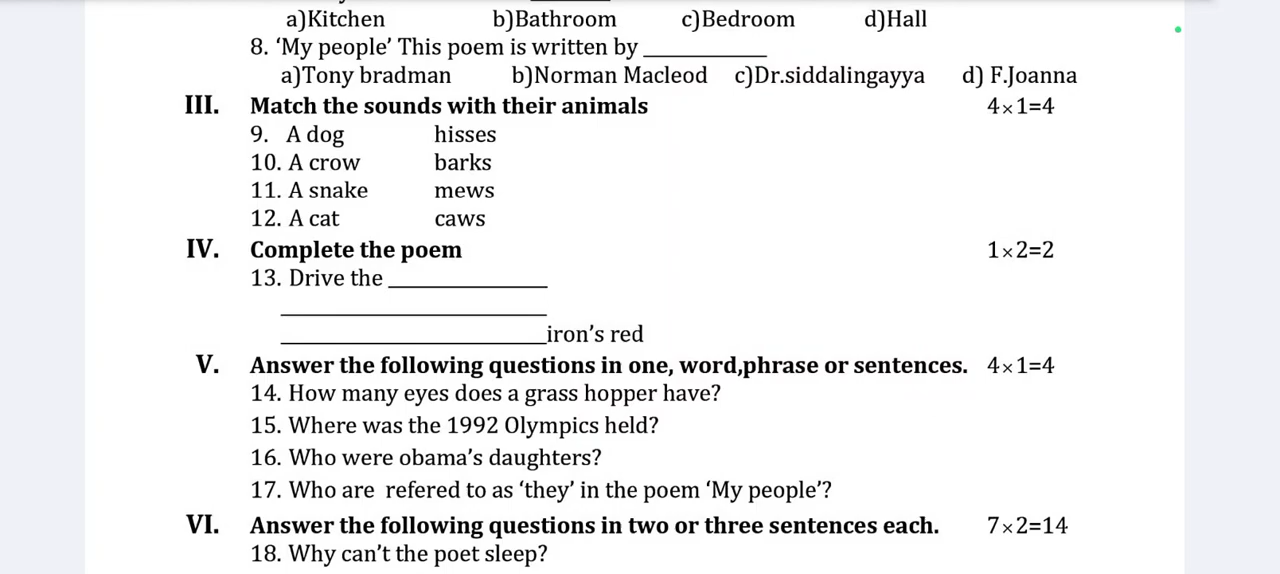 a)Kitchen b)Bathroom c)Bedroom d)Hall
8. ‘My people’ This poem is written by ____________
a)Tony bradman b)Norman Macleod c)Dr.siddalingayya d) F.Joanna
III. Match the sounds with their animals 4×1=4
9. A dog hisses
10. A crow barks
11. A snake mews
12. A cat caws
IV. Complete the poem 1×2=2
13. Drive the _______________
_________________________
_________________________iron’s red
V. Answer the following questions in one, word,phrase or sentences. 4×1=4
14. How many eyes does a grass hopper have?
15. Where was the 1992 Olympics held?
16. Who were obama’s daughters?
17. Who are refered to as ‘they’ in the poem ‘My people’?
VI. Answer the following questions in two or three sentences each. 7×2=14
18. Why can’t the poet sleep?